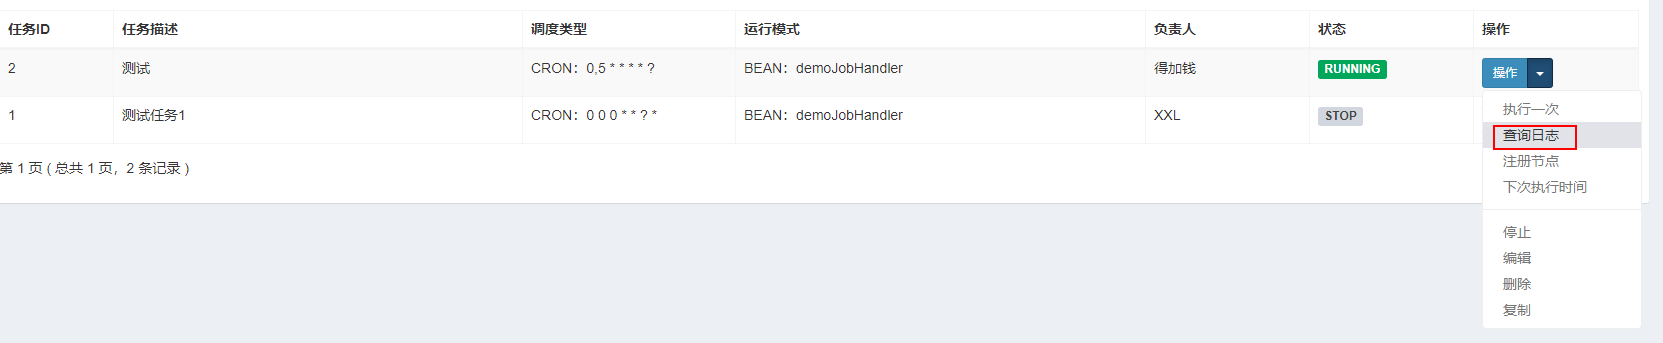 任务ID 任务描述 调度类型 运行模式 负责人 状态 操作
2 测试 CRON：0,5 * * * * ? BEAN：demoJobHandler 得加钱 RUNNING 操作
1 测试任务1 CRON：0 0 0 * * ? * BEAN：demoJobHandler XXL STOP
第 1 页 ( 总共 1 页，2 条记录 )
执行一次
查询日志
注册节点
下次执行时间
停止
编辑
删除
复制